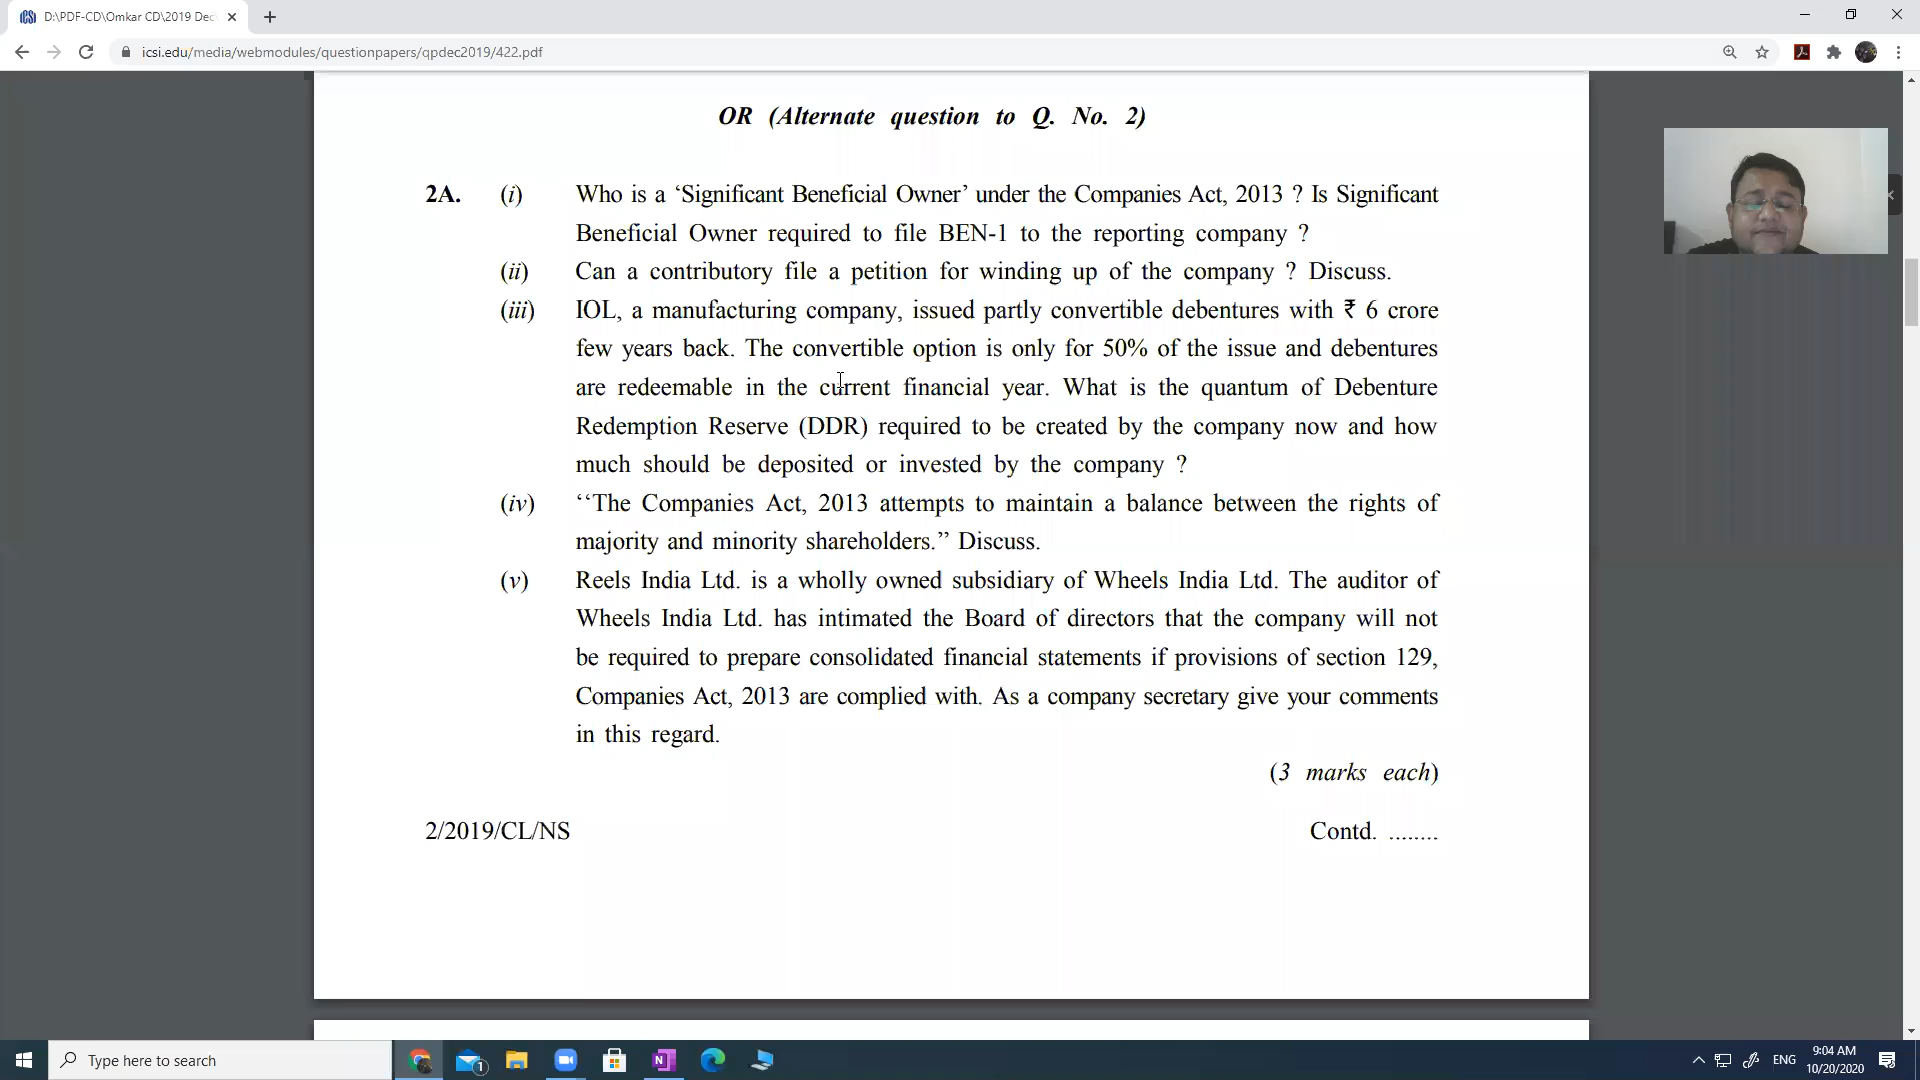 D:\PDF-CD\Omkar CD\2019 Dec
icsi.edu/media/webmodules/questionpapers/qpdec2019/422.pdf
OR (Alternate question to Q. No. 2)
2A. (i) Who is a ‘Significant Beneficial Owner’ under the Companies Act, 2013 ? Is Significant
Beneficial Owner required to file BEN-1 to the reporting company ?
(ii) Can a contributory file a petition for winding up of the company ? Discuss.
(iii) IOL, a manufacturing company, issued partly convertible debentures with ₹ 6 crore
few years back. The convertible option is only for 50% of the issue and debentures
are redeemable in the current financial year. What is the quantum of Debenture
Redemption Reserve (DDR) required to be created by the company now and how
much should be deposited or invested by the company ?
(iv) ‘‘The Companies Act, 2013 attempts to maintain a balance between the rights of
majority and minority shareholders.’’ Discuss.
(v) Reels India Ltd. is a wholly owned subsidiary of Wheels India Ltd. The auditor of
Wheels India Ltd. has intimated the Board of directors that the company will not
be required to prepare consolidated financial statements if provisions of section 129,
Companies Act, 2013 are complied with. As a company secretary give your comments
in this regard.
(3 marks each)
2/2019/CL/NS Contd. ........
Type here to search
1
N
ENG
9:04 AM
10/20/2020